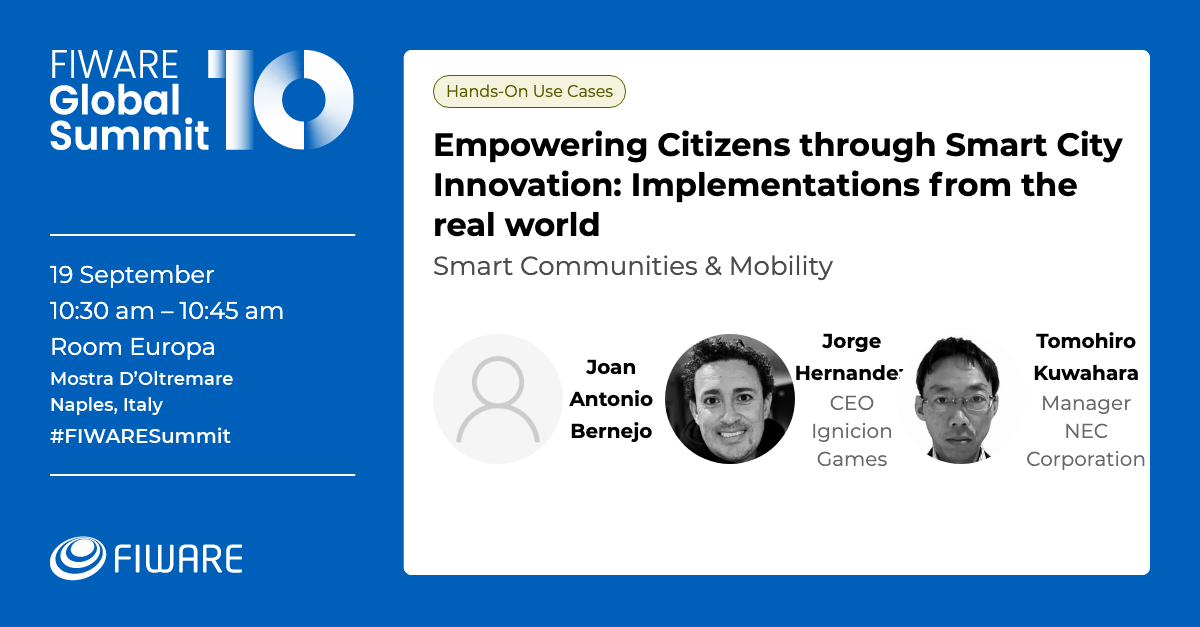 FIWARE
Global
Summit
10
19 September
10:30 am – 10:45 am
Room Europa
Mostra D'Oltremare
Naples, Italy
#FIWARESummit
FIWARE
Hands-On Use Cases
Empowering Citizens through Smart City
Innovation: Implementations from the
real world
Smart Communities & Mobility
Joan
Antonio
Bernejo
Jorge
Hernandez
CEO
Ignicion
Games
Tomohiro
Kuwahara
Manager
NEC
Corporation